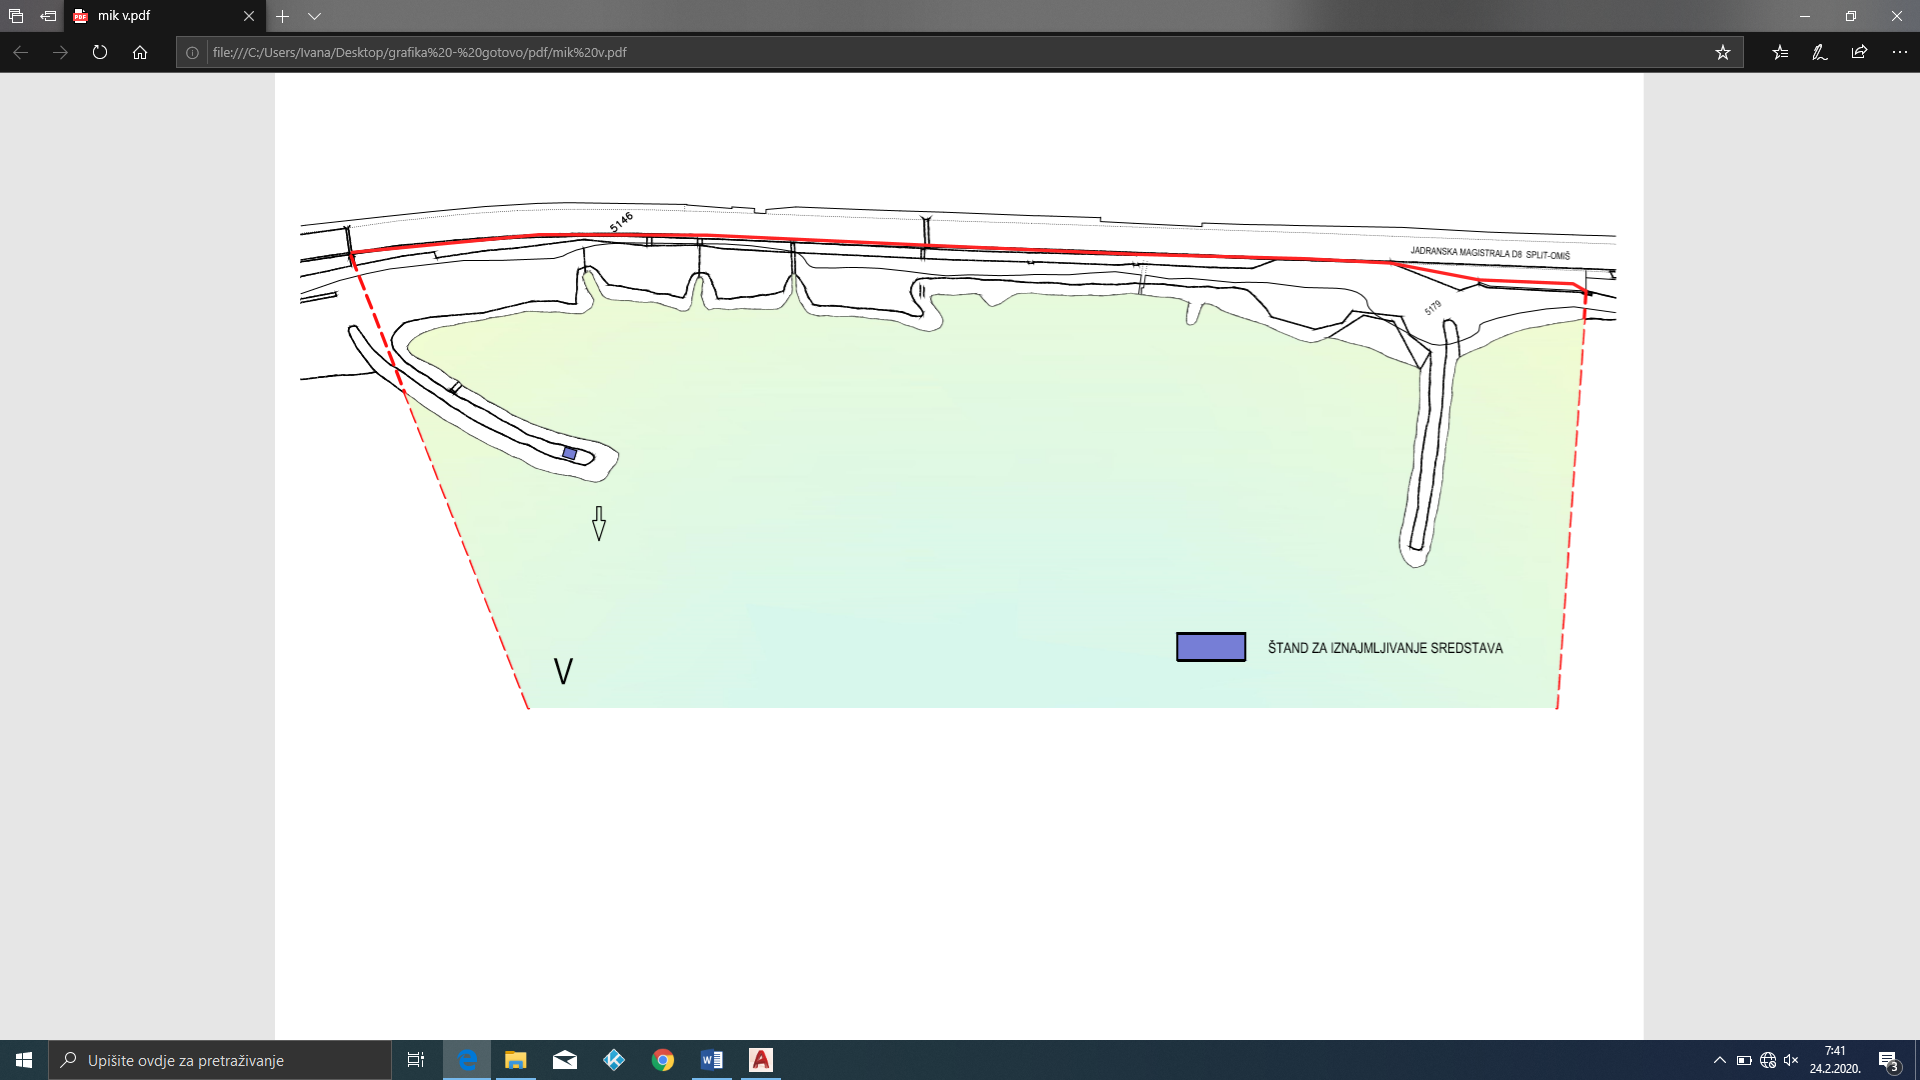 mik v.pdf
file:///C:/Users/Ivana/Desktop/grafika%20-%20gotovo/pdf/mik%20v.pdf
5146
JADRANSKA MAGISTRALA D8 SPLIT-OMIŠ
5179
ŠTAND ZA IZNAJMLJIVANJE SREDSTAVA
V
Upišite ovdje za pretraživanje
7:41
24.2.2020.
3